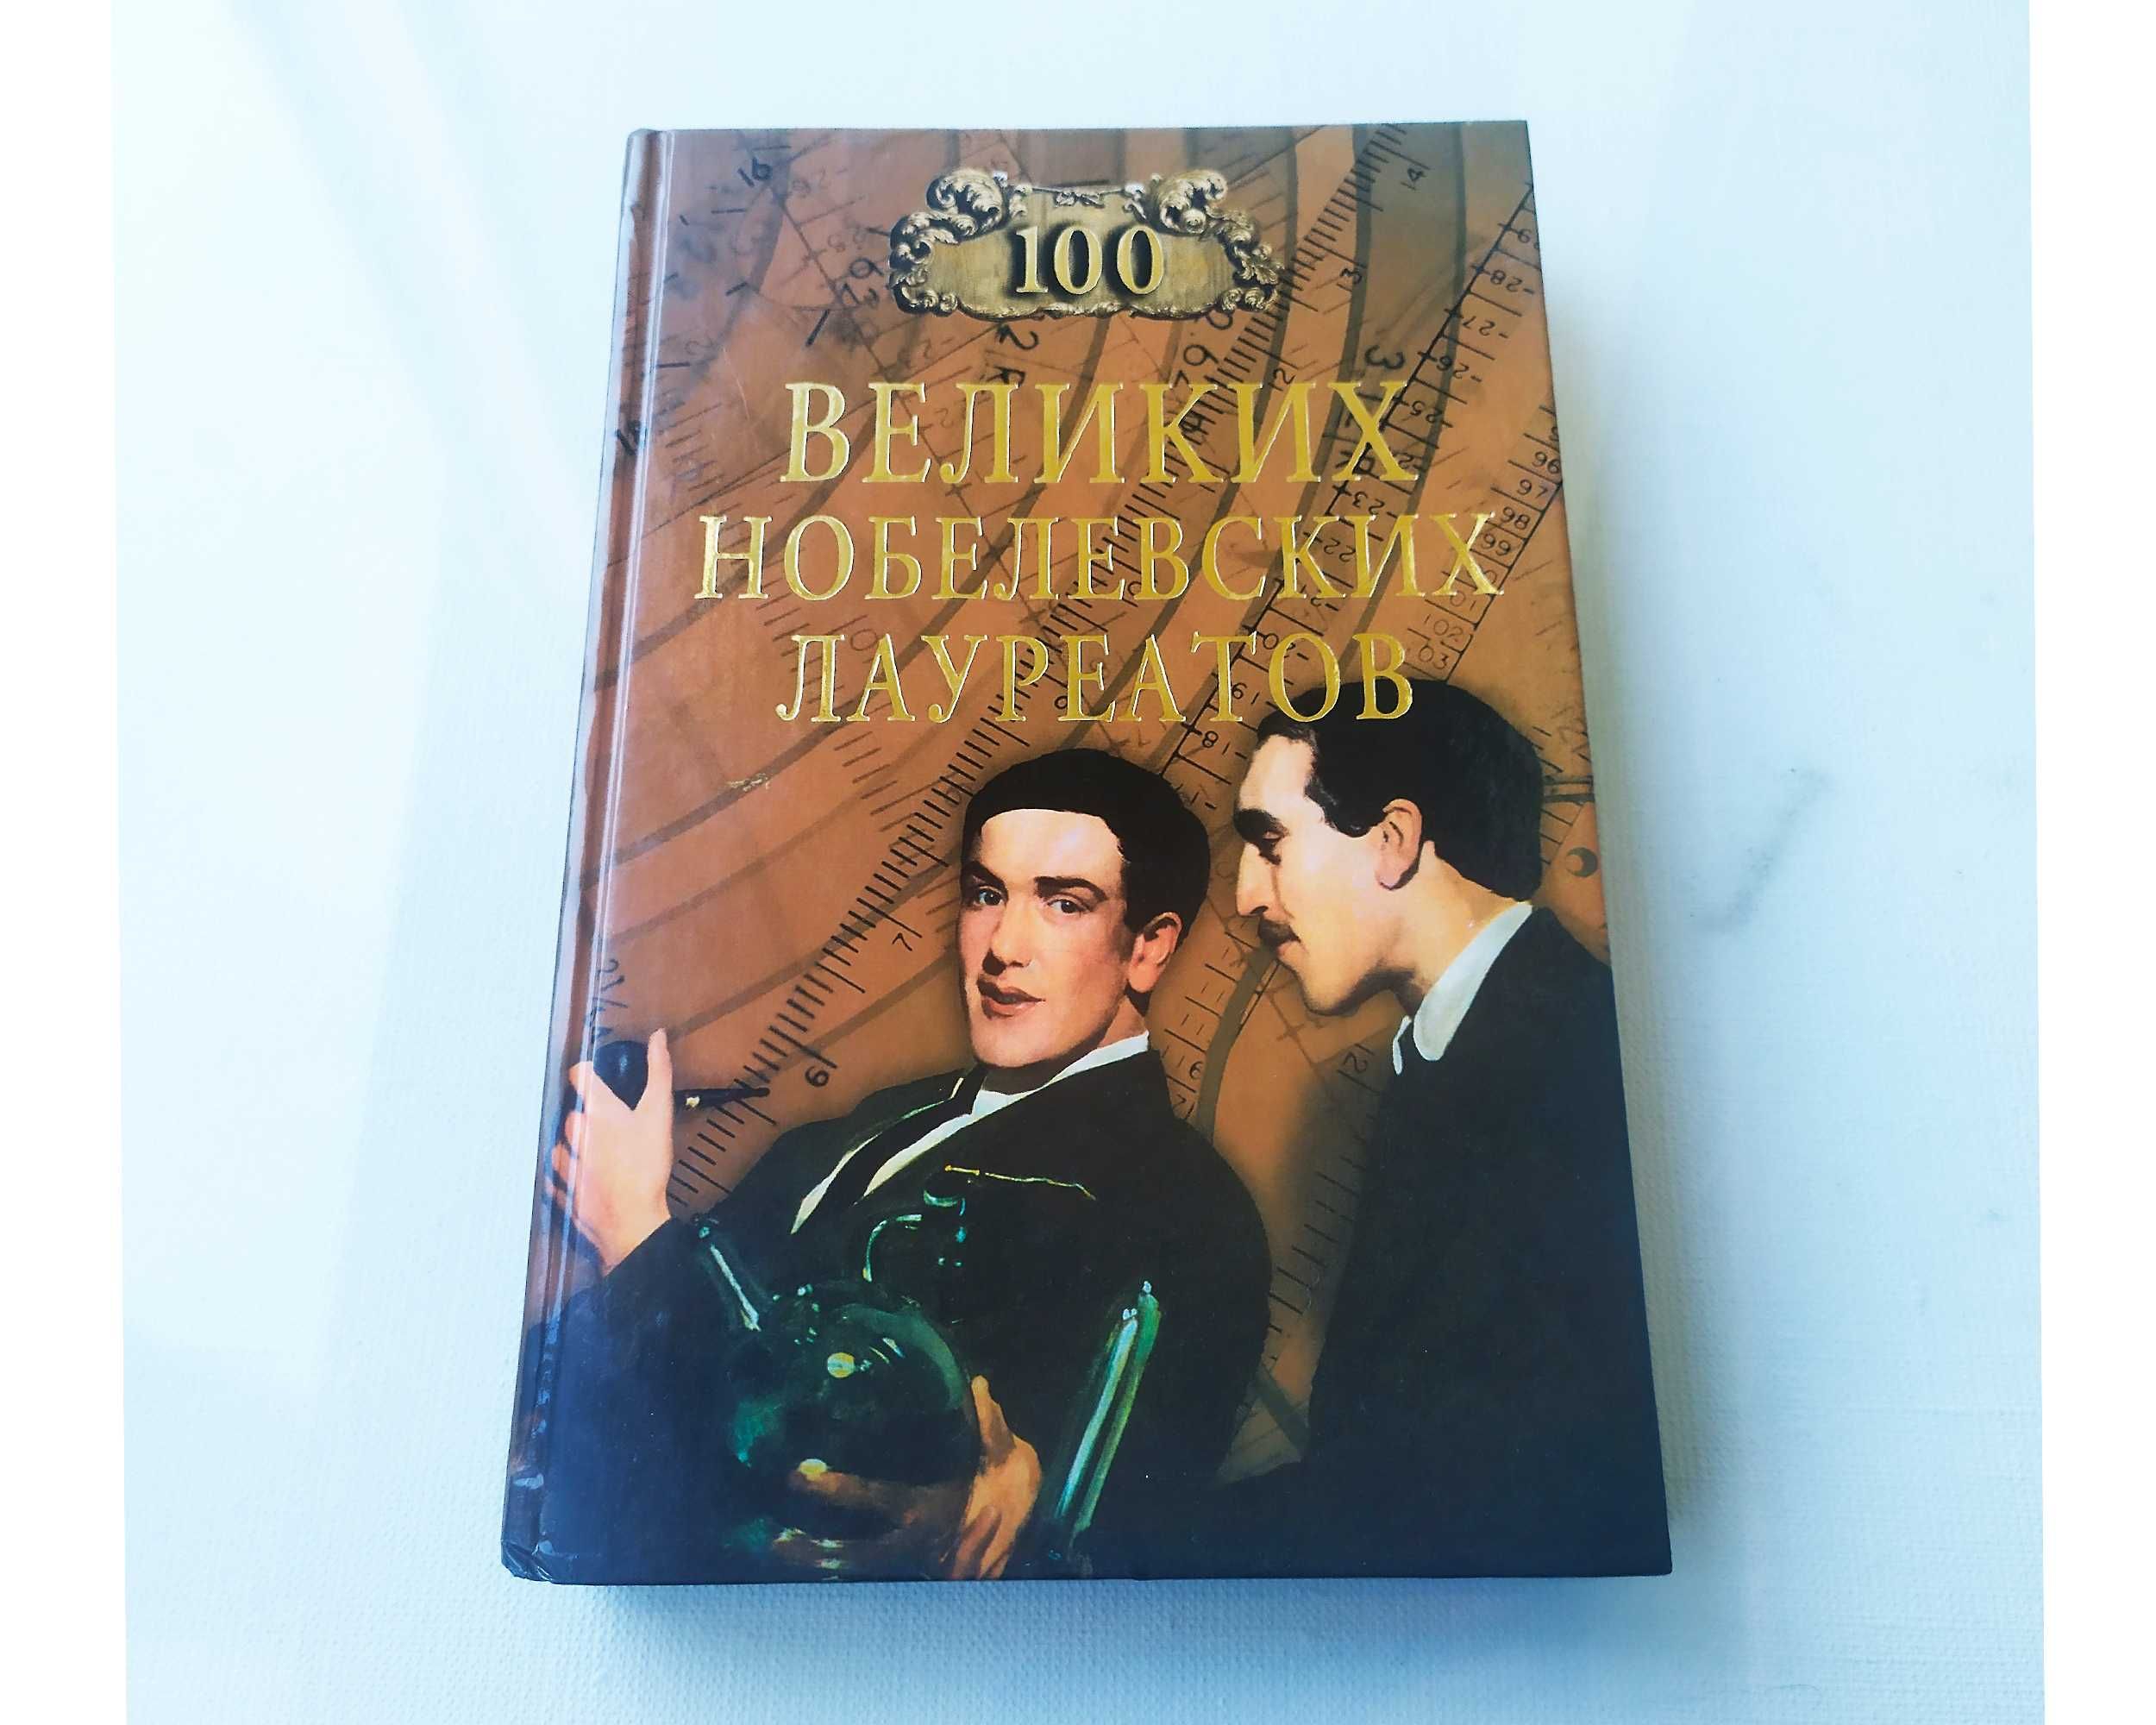 100
ВЕЛИКИХ
НОБЕЛЕВСКИХ
ЛАУРЕАТОВ